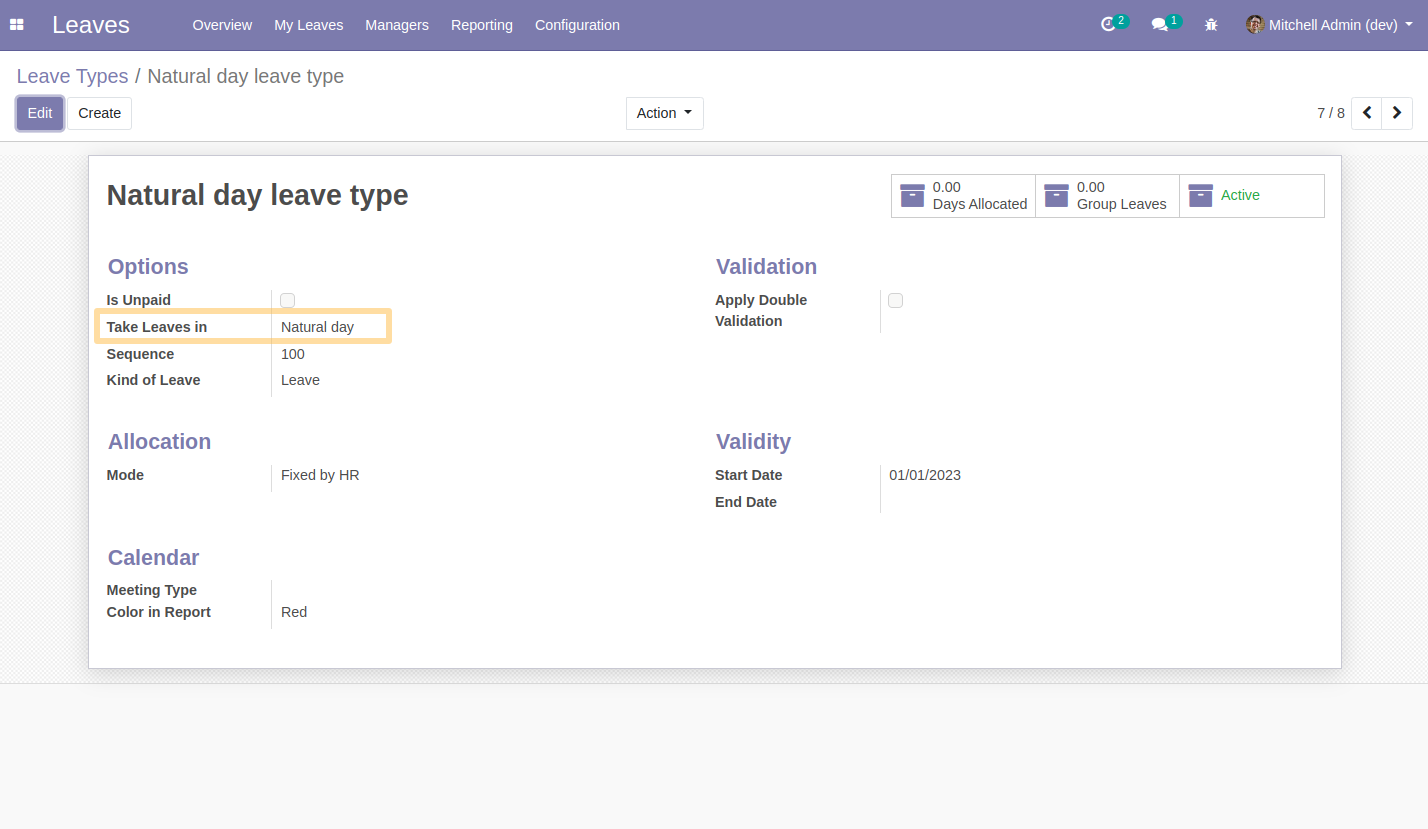 Leaves Overview My Leaves Managers Reporting Configuration 2 1 Mitchell Admin (dev)
Leave Types / Natural day leave type
Edit Create Action 7 / 8
Natural day leave type
0.00
Days Allocated
0.00
Group Leaves
Active
Options
Is Unpaid
Take Leaves in Natural day
Sequence 100
Kind of Leave Leave
Validation
Apply Double
Validation
Allocation
Mode Fixed by HR
Validity
Start Date 01/01/2023
End Date
Calendar
Meeting Type
Color in Report Red